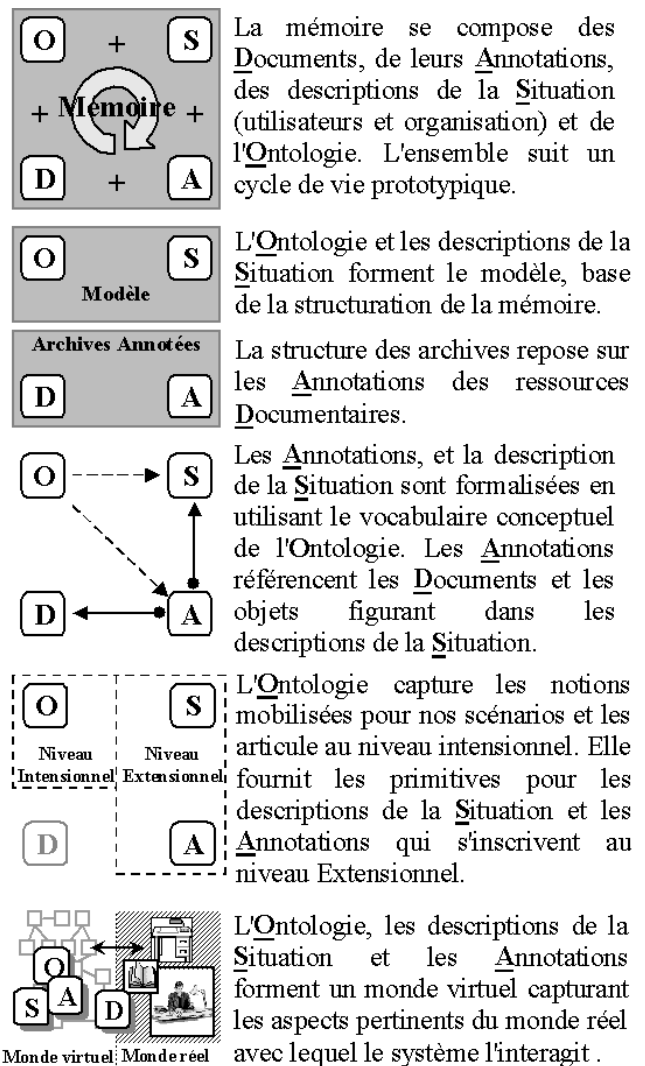 O + S
+ Mémoire +
D + A
La mémoire se compose des
Documents, de leurs Annotations,
des descriptions de la Situation
(utilisateurs et organisation) et de
l'Ontologie. L'ensemble suit un
cycle de vie prototypique.
O S
Modèle
L'Ontologie et les descriptions de la
Situation forment le modèle, base
de la structuration de la mémoire.
Archives Annotées
D A
La structure des archives repose sur
les Annotations des ressources
Documentaires.
O S
D A
Les Annotations, et la description
de la Situation sont formalisées en
utilisant le vocabulaire conceptuel
de l'Ontologie. Les Annotations
référencent les Documents et les
objets figurant dans les
descriptions de la Situation.
O S
Niveau Niveau
Intensionnel Extensionnel
D A
L'Ontologie capture les notions
mobilisées pour nos scénarios et les
articule au niveau intensionnel. Elle
fournit les primitives pour les
descriptions de la Situation et les
Annotations qui s'inscrivent au
niveau Extensionnel.
O
S A D
Monde virtuel Monde réel
L'Ontologie, les descriptions de la
Situation et les Annotations
forment un monde virtuel capturant
les aspects pertinents du monde réel
avec lequel le système l'interagit .